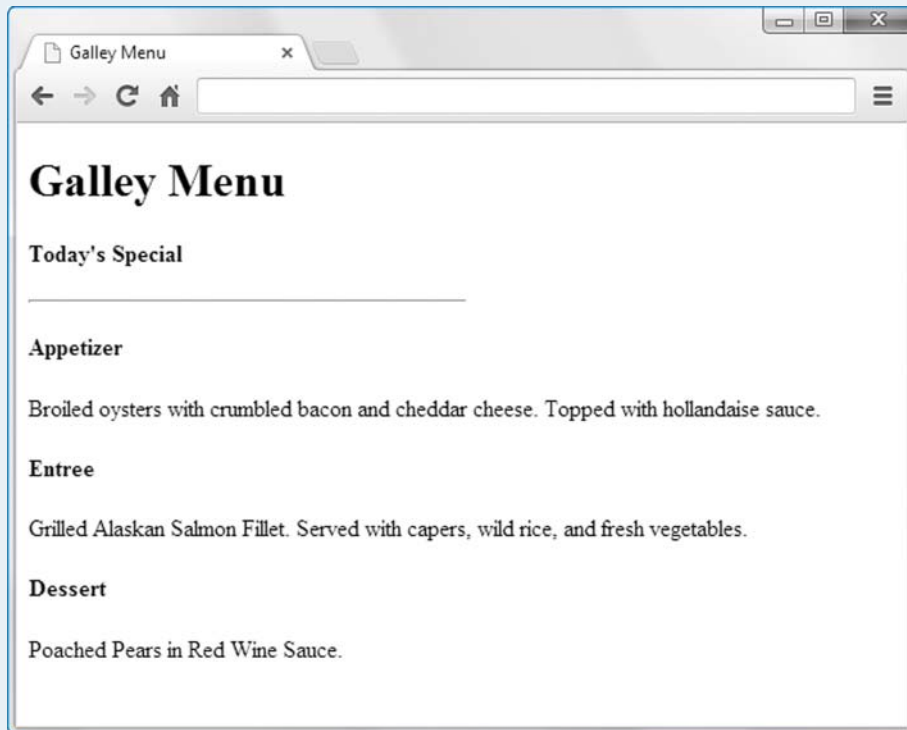 Galley Menu
Galley Menu
Today's Special
Appetizer
Broiled oysters with crumbled bacon and cheddar cheese. Topped with hollandaise sauce.
Entree
Grilled Alaskan Salmon Fillet. Served with capers, wild rice, and fresh vegetables.
Dessert
Poached Pears in Red Wine Sauce.